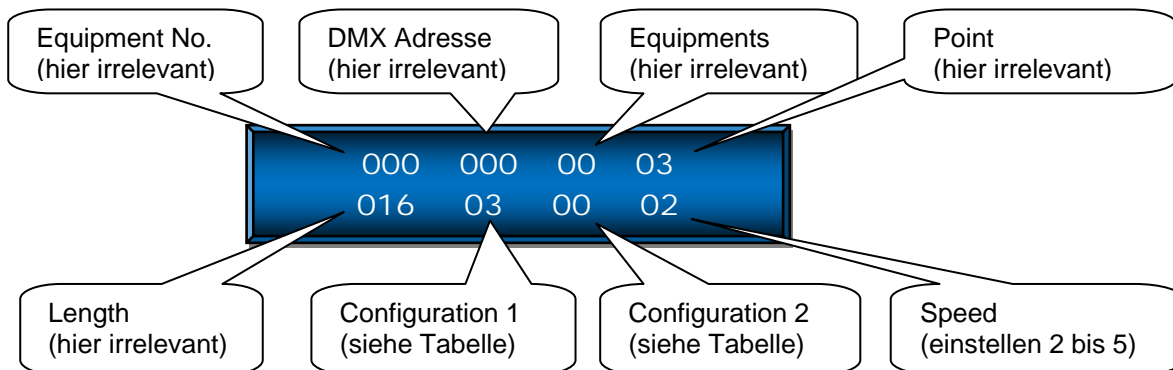 Equipment No.
(hier irrelevant)
DMX Adresse
(hier irrelevant)
Equipments
(hier irrelevant)
Point
(hier irrelevant)
000 000 00 03
016 03 00 02
Length
(hier irrelevant)
Configuration 1
(siehe Tabelle)
Configuration 2
(siehe Tabelle)
Speed
(einstellen 2 bis 5)